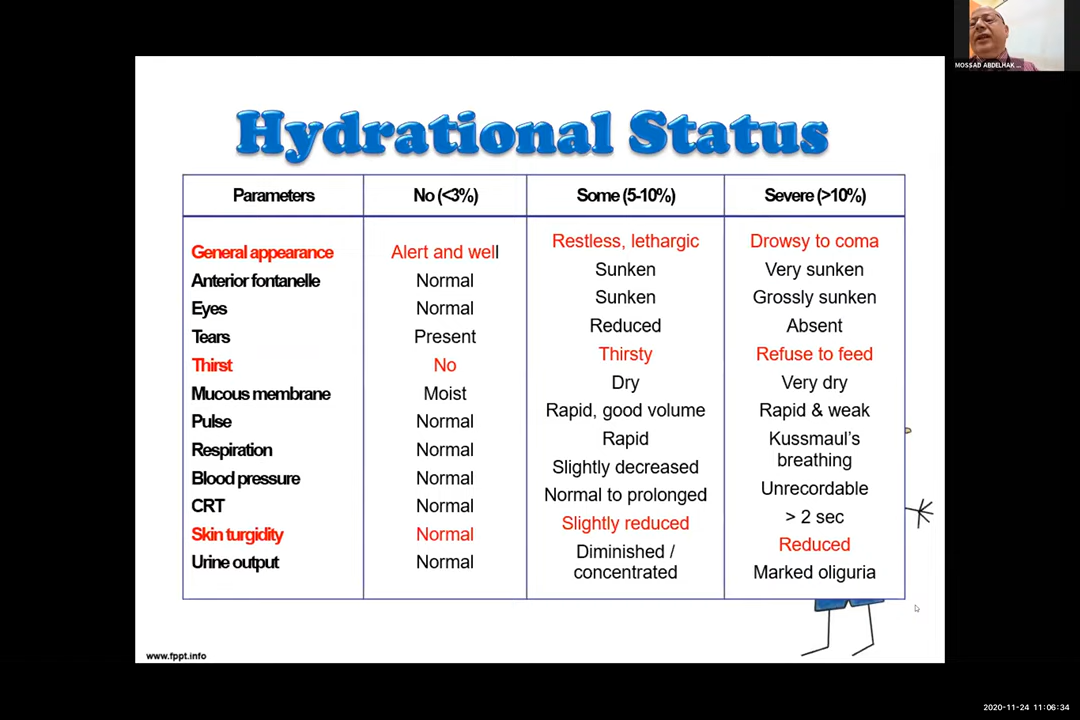 MOSSAD ABDELHAK ...
Hydrational Status
Parameters No (<3%) Some (5-10%) Severe (>10%)
General appearance Alert and well Restless, lethargic Drowsy to coma
Anterior fontanelle Normal Sunken Very sunken
Eyes Normal Sunken Grossly sunken
Tears Present Reduced Absent
Thirst No Thirsty Refuse to feed
Mucous membrane Moist Dry Very dry
Pulse Normal Rapid, good volume Rapid & weak
Respiration Normal Rapid Kussmaul's
breathing
Blood pressure Normal Slightly decreased Unrecordable
CRT Normal Normal to prolonged > 2 sec
Skin turgidity Normal Slightly reduced Reduced
Urine output Normal Diminished / Marked oliguria
concentrated
www.fppt.info
2020-11-24 11:06:34